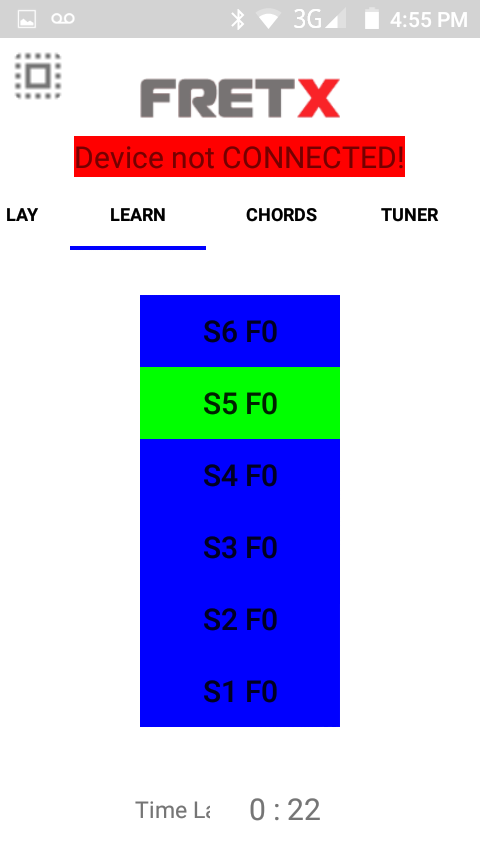 3G 4:55 PM
FRETX
Device not CONNECTED!
LAY LEARN CHORDS TUNER
S6 F0
S5 F0
S4 F0
S3 F0
S2 F0
S1 F0
Time La 0 : 22